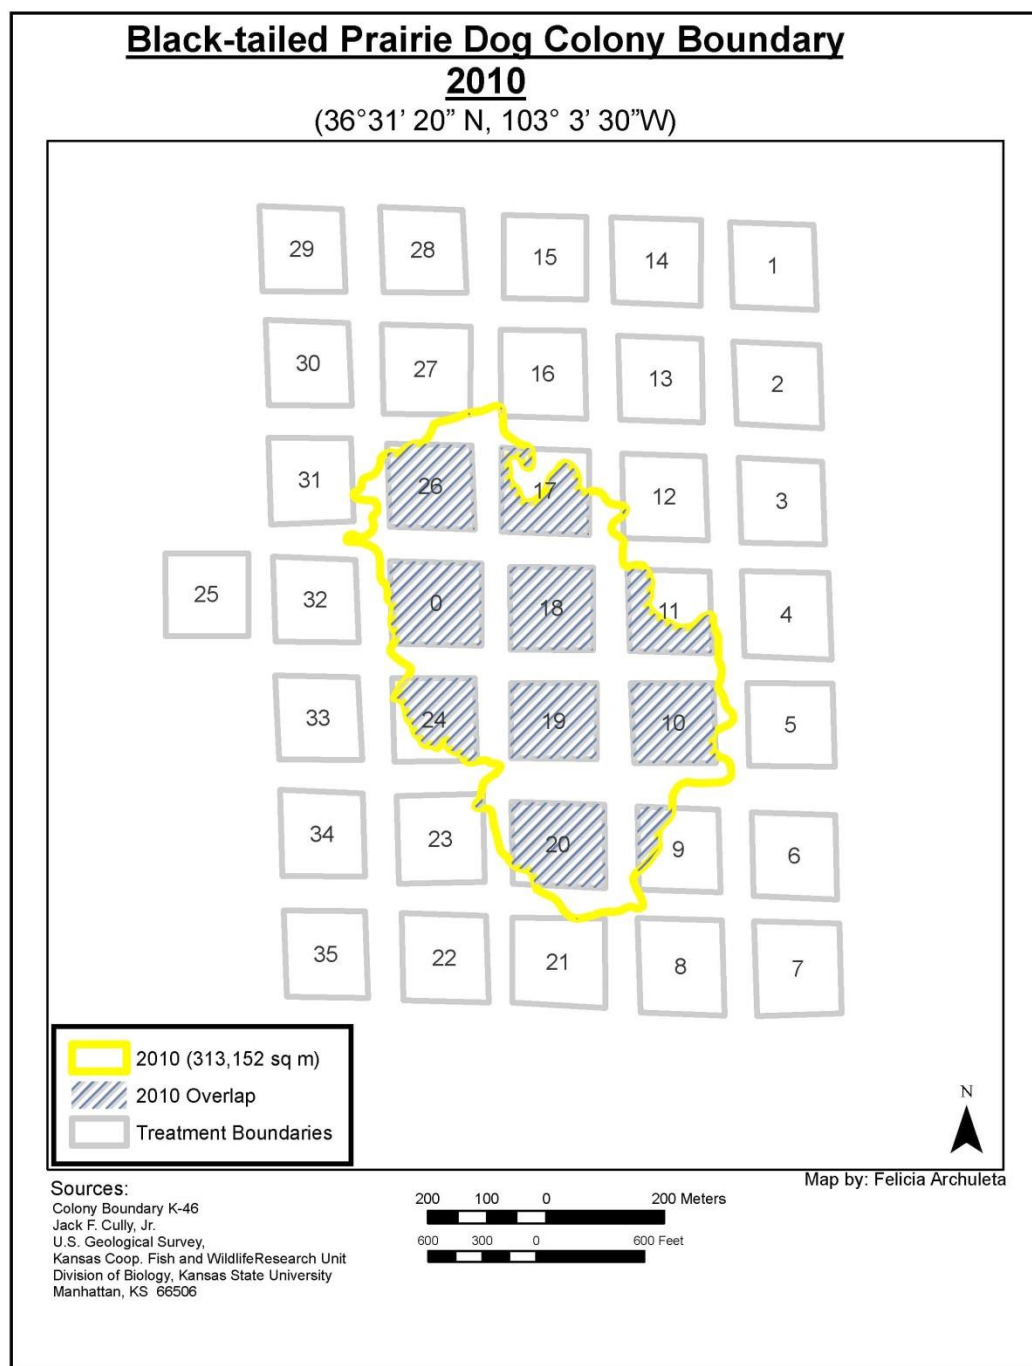 Black-tailed Prairie Dog Colony Boundary
2010
(36°31’ 20” N, 103° 3’ 30”W)
29 28 15 14 1
30 27 16 13 2
31 26 17 12 3
25 32 0 18 11 4
33 24 19 10 5
34 23 20 9 6
35 22 21 8 7
2010 (313,152 sq m)
2010 Overlap
Treatment Boundaries
N
Map by: Felicia Archuleta
Sources:
Colony Boundary K-46
Jack F. Cully, Jr.
U.S. Geological Survey,
Kansas Coop. Fish and WildlifeResearch Unit
Division of Biology, Kansas State University
Manhattan, KS 66506
200 100 0 200 Meters
600 300 0 600 Feet